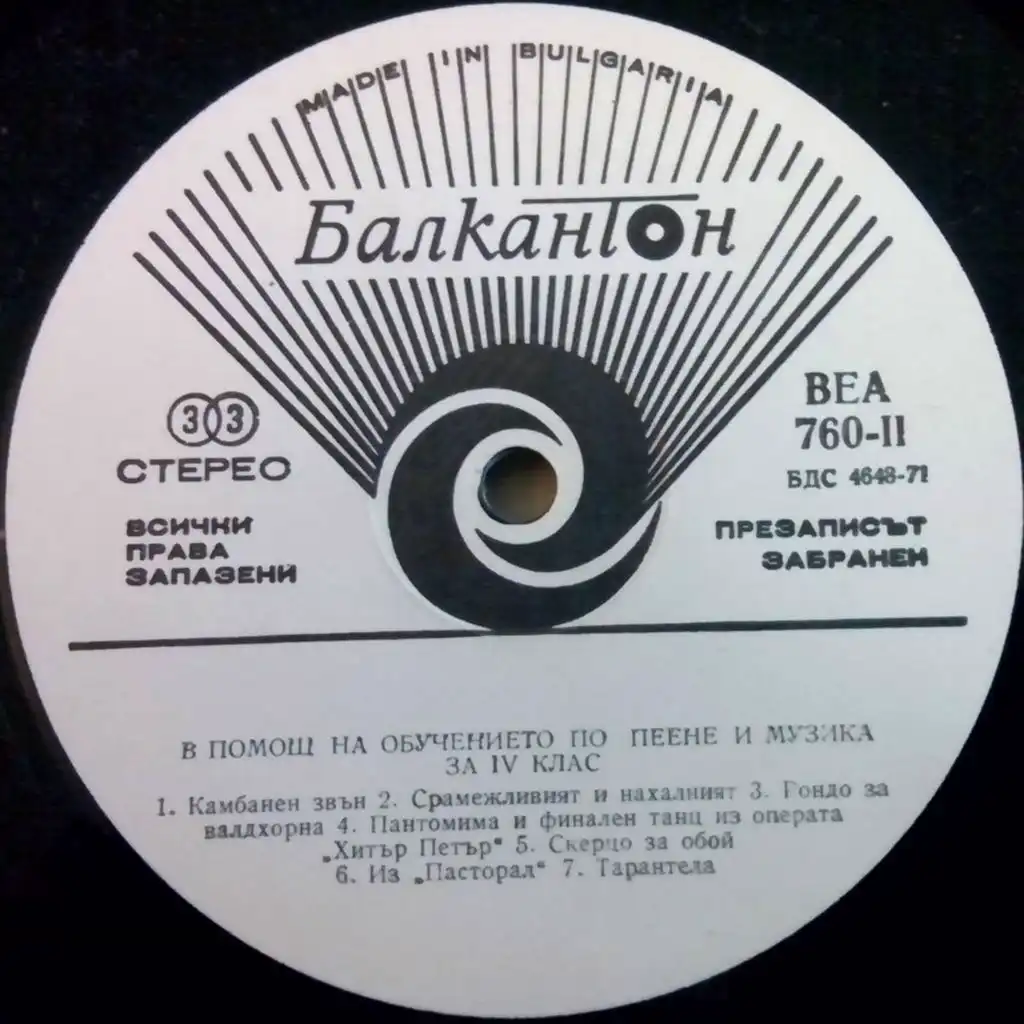 MADE IN BULGARIA
Балкантон
33
СТЕРЕО
ВСИЧКИ
ПРАВА
ЗАПАЗЕНИ
ВЕА
760-II
БДС 4648-71
ПРЕЗАПИСЪТ
ЗАБРАНЕН
В ПОМОЩ НА ОБУЧЕНИЕТО ПО ПЕЕНЕ И МУЗИКА
ЗА IV КЛАС
1. Камбанен звън 2. Срамежливият и нахалният 3. Рондо за
валдхорна 4. Пантомима и финален танц из операта
„Хитър Петър“ 5. Скерцо за обой
6. Из „Пасторал“ 7. Тарантела